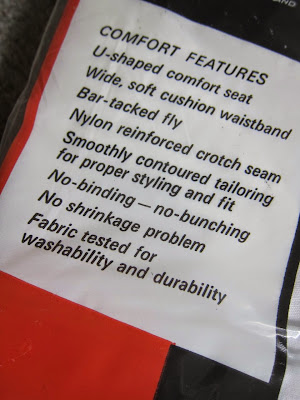 COMFORT FEATURES
U-shaped comfort seat
Wide, soft cushion waistband
Bar-tacked fly
Nylon reinforced crotch seam
Smoothly contoured tailoring
for proper styling and fit
No-binding — no-bunching
No shrinkage problem
Fabric tested for
washability and durability